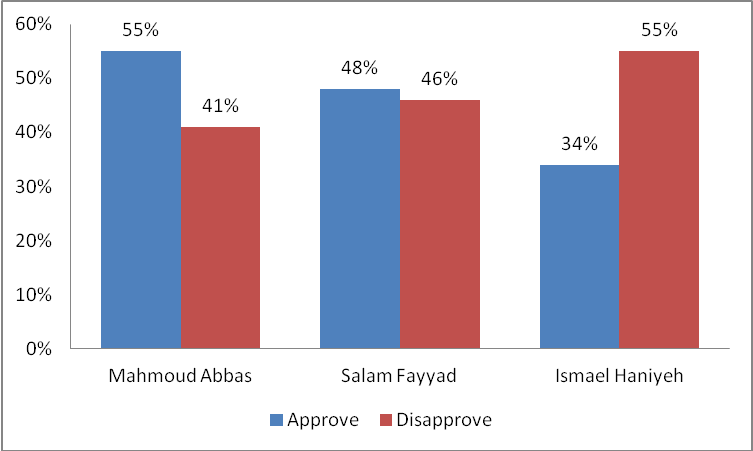 60%
50%
40%
30%
20%
10%
0%
55%
41%
48%
46%
34%
55%
Mahmoud Abbas
Salam Fayyad
Ismael Haniyeh
Approve
Disapprove